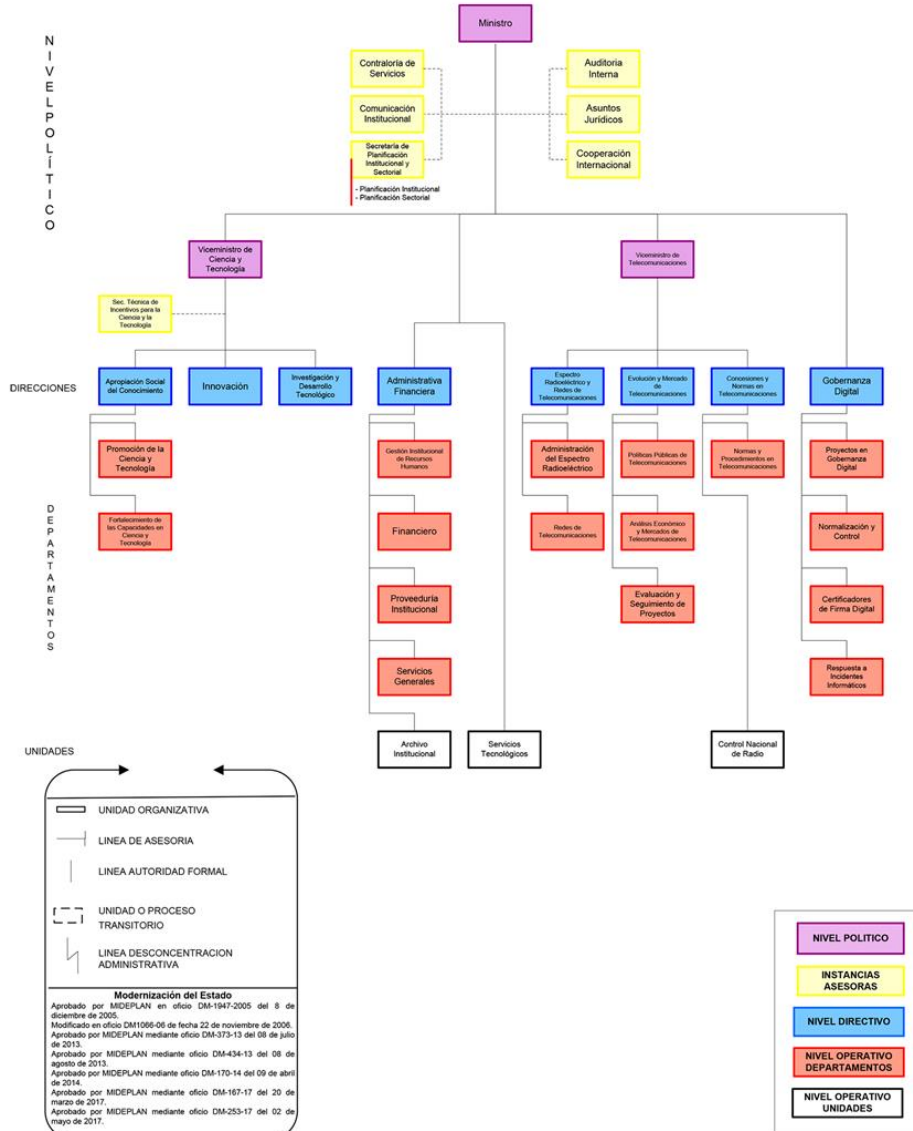 NIVEL POLÍTICO
Ministro
Contraloría de
Servicios
Auditoria
Interna
Comunicación
Institucional
Asuntos
Jurídicos
Secretaría de
Planificación
Institucional y
Sectorial
Cooperación
Internacional
- Planificación Institucional
- Planificación Sectorial
Viceministro de
Ciencia y
Tecnología
Viceministro de
Telecomunicaciones
Sec. Técnica de
Incentivos para la
Ciencia y la
Tecnología
DIRECCIONES
Apropiación Social
del Conocimiento
Innovación
Investigación y
Desarrollo
Tecnológico
Administrativa
Financiera
Espectro
Radioeléctrico y
Redes de
Telecomunicaciones
Evolución y Mercado
de
Telecomunicaciones
Concesiones y
Normas en
Telecomunicaciones
Gobernanza
Digital
DEPARTAMENTOS
Promoción de la
Ciencia y
Tecnología
Gestión Institucional
de Recursos
Humanos
Administración
del Espectro
Radioeléctrico
Políticas Públicas de
Telecomunicaciones
Normas y
Procedimientos en
Telecomunicaciones
Proyectos en
Gobernanza
Digital
Fortalecimiento de
las Capacidades en
Ciencia y
Tecnología
Financiero
Redes de
Telecomunicaciones
Análisis Económico
y Mercados de
Telecomunicaciones
Normalización y
Control
Proveeduría
Institucional
Evaluación y
Seguimiento de
Proyectos
Certificadores
de Firma Digital
Servicios
Generales
Respuesta a
Incidentes
Informáticos
UNIDADES
Archivo
Institucional
Servicios
Tecnológicos
Control Nacional
de Radio
UNIDAD ORGANIZATIVA
LINEA DE ASESORIA
LINEA AUTORIDAD FORMAL
UNIDAD O PROCESO
TRANSITORIO
LINEA DESCONCENTRACION
ADMINISTRATIVA
Modernización del Estado
Aprobado por MIDEPLAN en oficio DM-1947-2005 del 8 de
diciembre de 2005.
Modificado en oficio DM1066-06 de fecha 22 de noviembre de 2006.
Aprobado por MIDEPLAN mediante oficio DM-373-13 del 08 de julio
de 2013.
Aprobado por MIDEPLAN mediante oficio DM-434-13 del 08 de
agosto de 2013.
Aprobado por MIDEPLAN mediante oficio DM-170-14 del 09 de abril
de 2014.
Aprobado por MIDEPLAN mediante oficio DM-167-17 del 20 de
marzo de 2017.
Aprobado por MIDEPLAN mediante oficio DM-253-17 del 02 de
mayo de 2017.
NIVEL POLITICO
INSTANCIAS
ASESORAS
NIVEL DIRECTIVO
NIVEL OPERATIVO
DEPARTAMENTOS
NIVEL OPERATIVO
UNIDADES